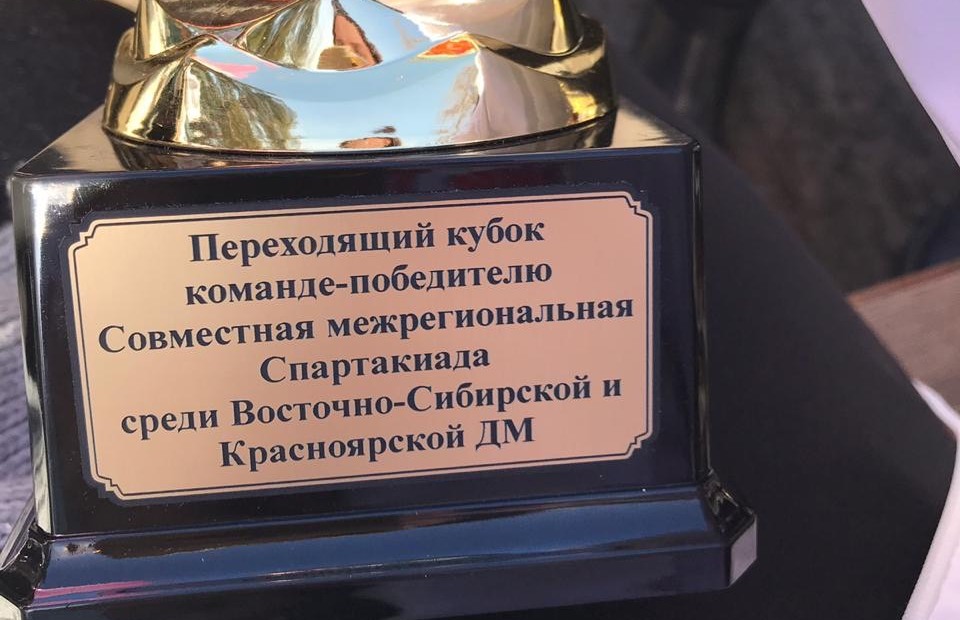 Переходящий кубок
команде-победителю
Совместная межрегиональная
Спартакиада
среди Восточно-Сибирской и
Красноярской ДМ